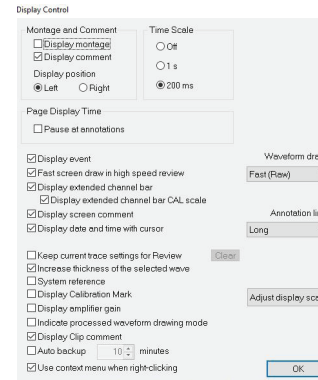 Display Control
Montage and Comment
Display montage
Display comment
Display position
Left Right
Time Scale
Off
1 s
200 ms
Page Display Time
Pause at annotations
Display event
Fast screen draw in high speed review
Display extended channel bar
Display extended channel bar CAL scale
Display screen comment
Display date and time with cursor
Waveform dra
Fast (Raw)
Annotation li
Long
Keep current trace settings for Review Clear
Increase thickness of the selected wave
System reference
Display Calibration Mark
Display amplifier gain
Indicate processed waveform drawing mode
Display Clip comment
Auto backup 10 minutes
Use context menu when right-clicking
Adjust display sca
OK